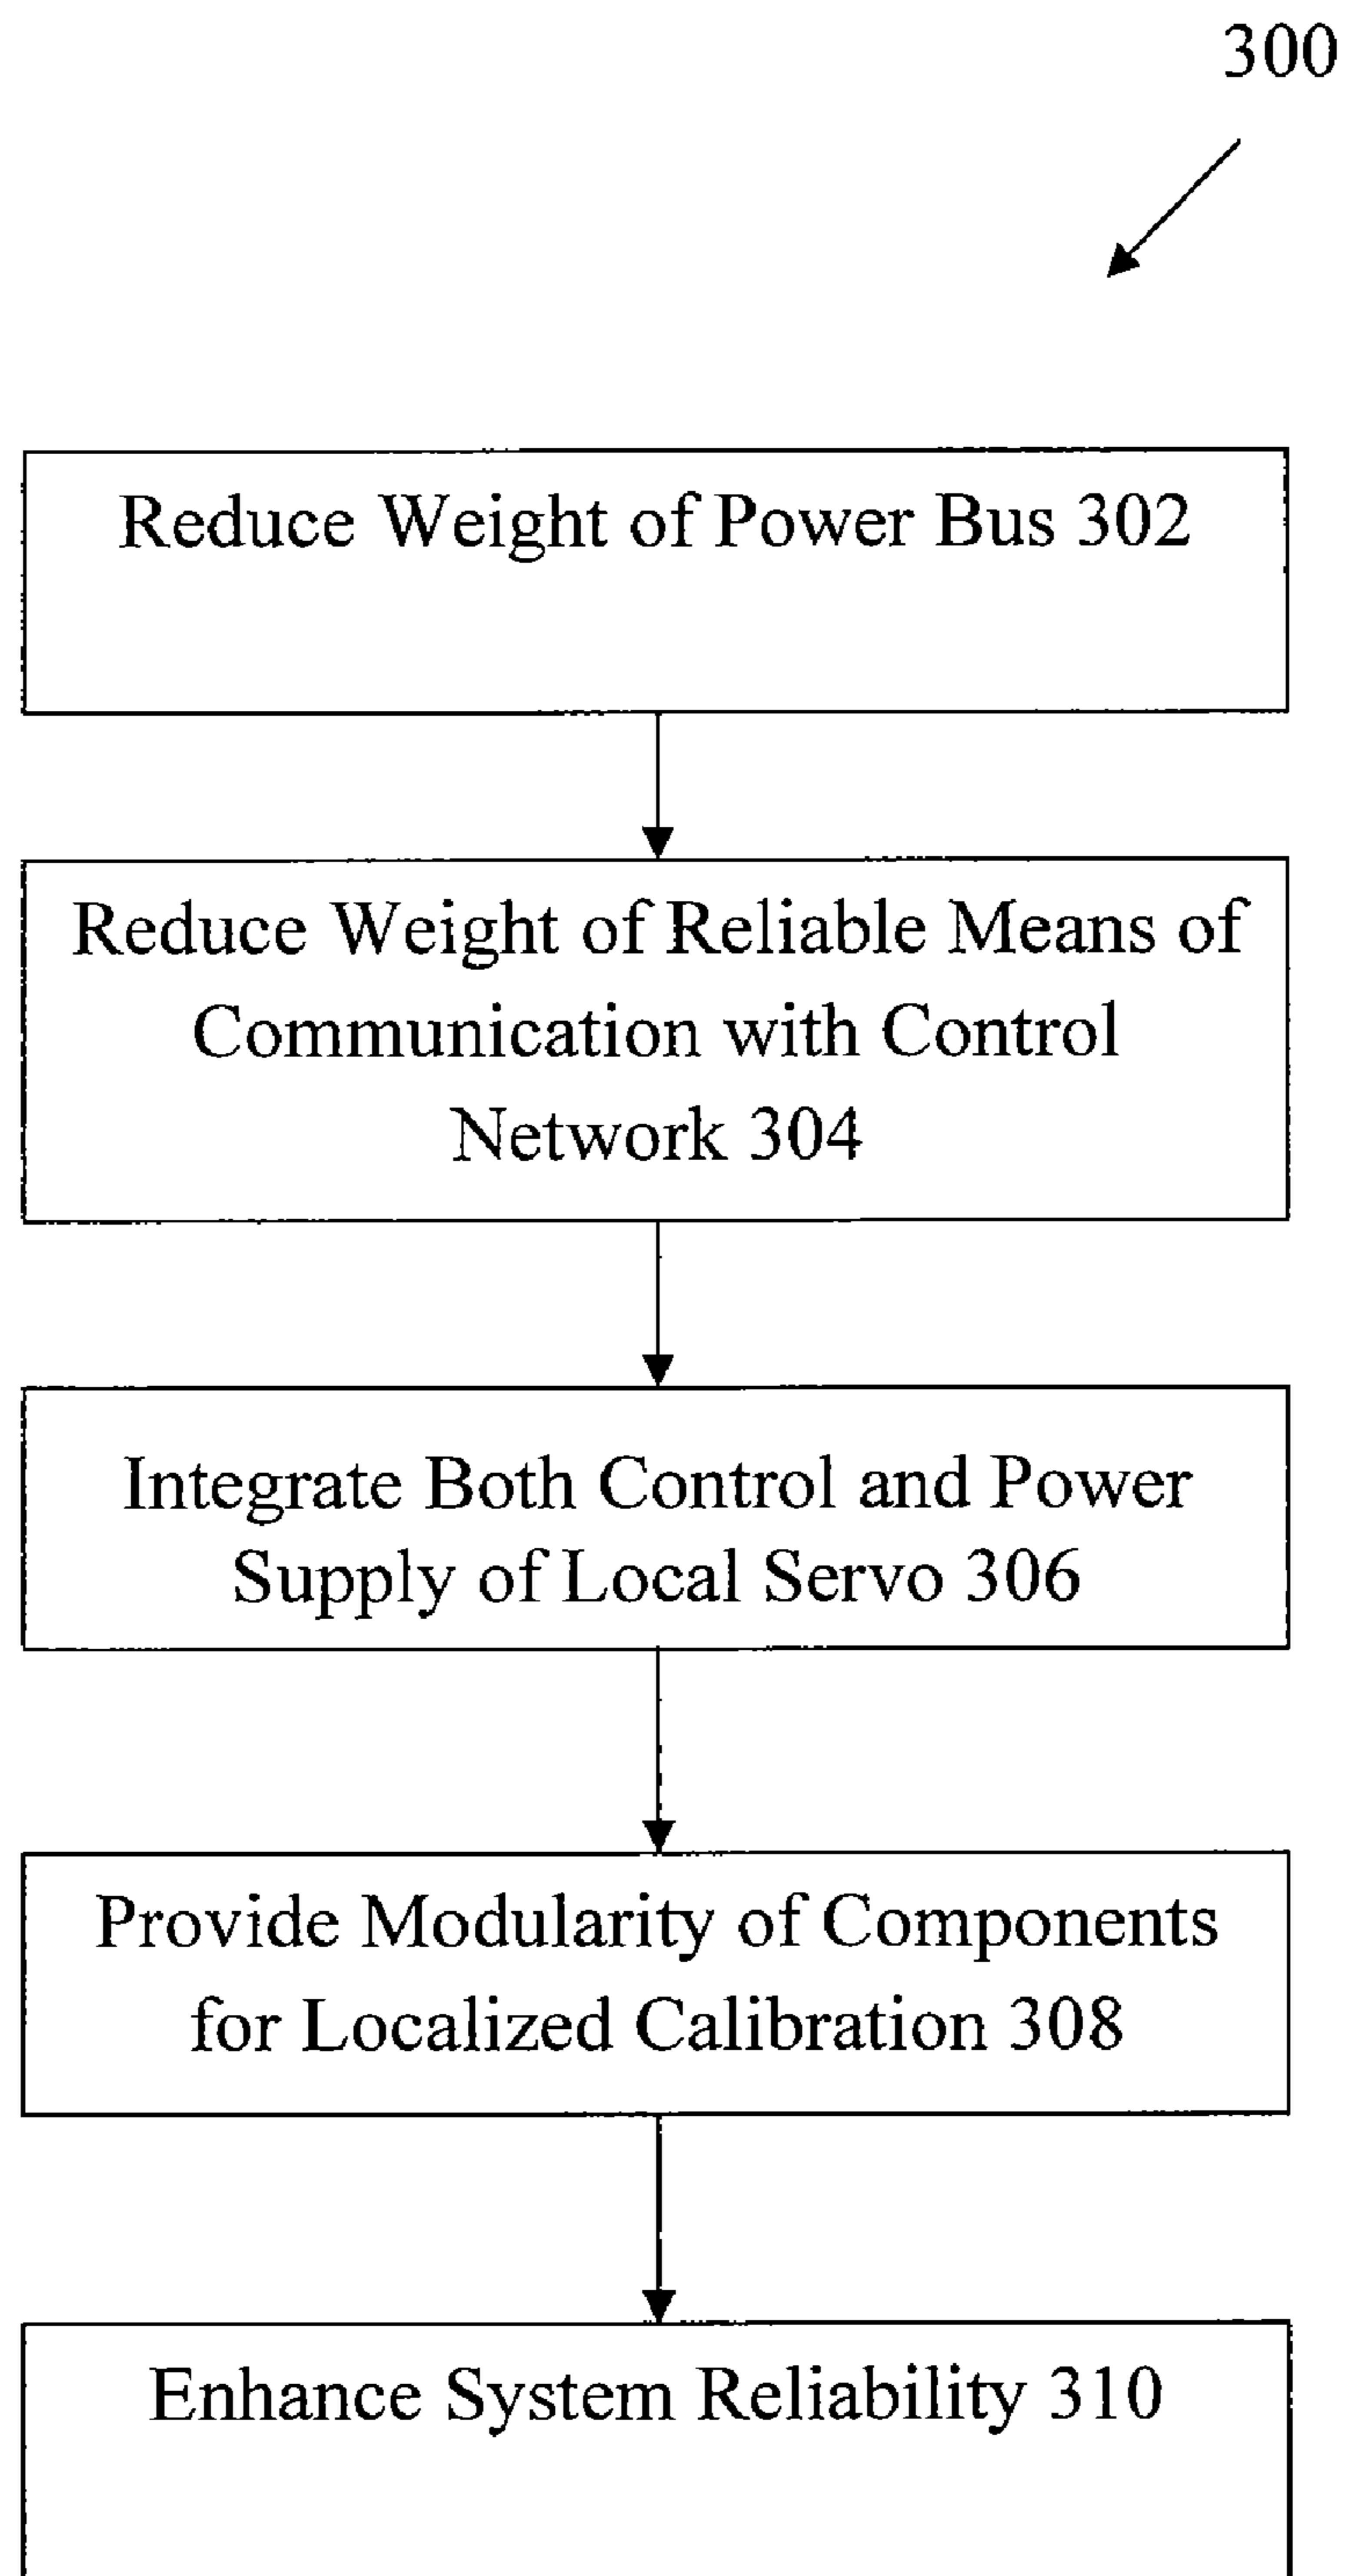 300
Reduce Weight of Power Bus 302
Reduce Weight of Reliable Means of
Communication with Control
Network 304
Integrate Both Control and Power
Supply of Local Servo 306
Provide Modularity of Components
for Localized Calibration 308
Enhance System Reliability 310